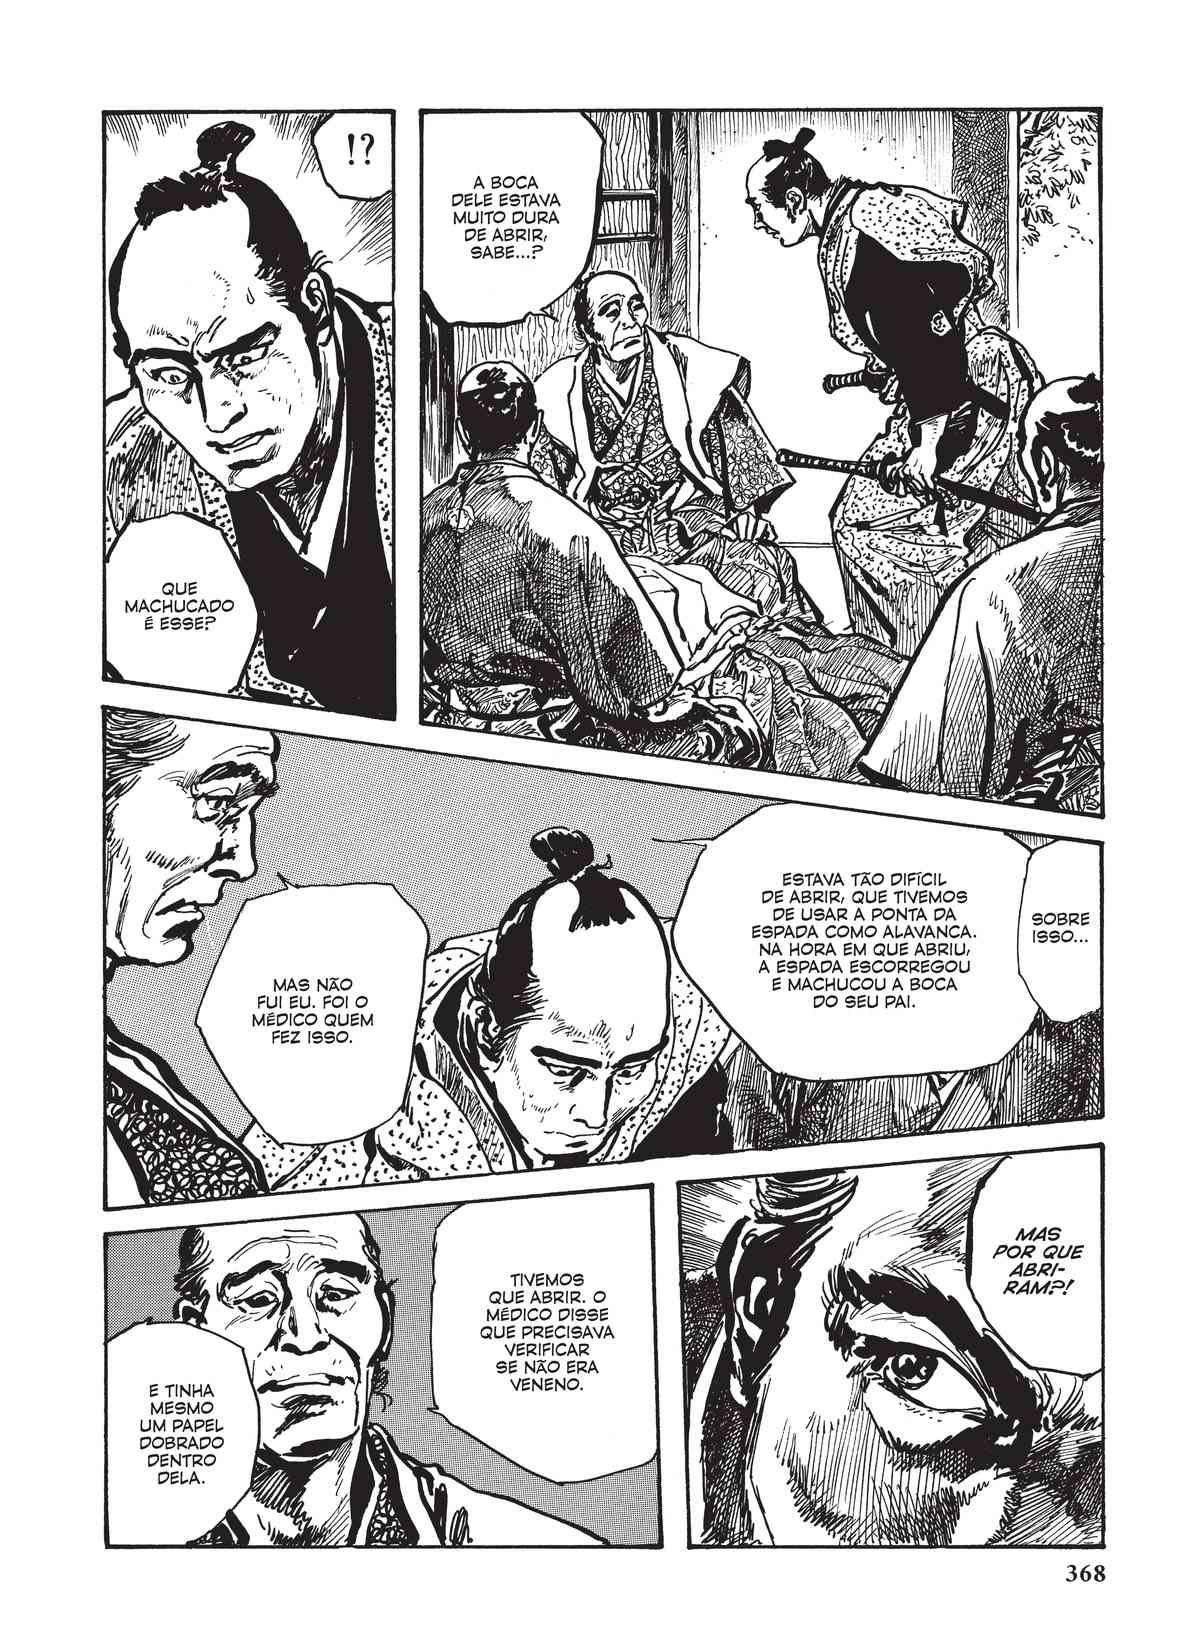 A BOCA
DELE ESTAVA
MUITO DURA
DE ABRIR,
SABE...?
!?
QUE
MACHUCADO
É ESSE?
SOBRE
ISSO...
ESTAVA TÃO DIFÍCIL
DE ABRIR, QUE TIVEMOS
DE USAR A PONTA DA
ESPADA COMO ALAVANCA.
NA HORA EM QUE ABRIU,
A ESPADA ESCORREGOU
E MACHUCOU A BOCA
DO SEU PAI.
MAS NÃO
FUI EU. FOI O
MÉDICO QUEM
FEZ ISSO.
MAS
POR QUE
ABRI-
RAM?!
TIVEMOS
QUE ABRIR. O
MÉDICO DISSE
QUE PRECISAVA
VERIFICAR
SE NÃO ERA
VENENO.
E TINHA
MESMO
UM PAPEL
DOBRADO
DENTRO
DELA.
368